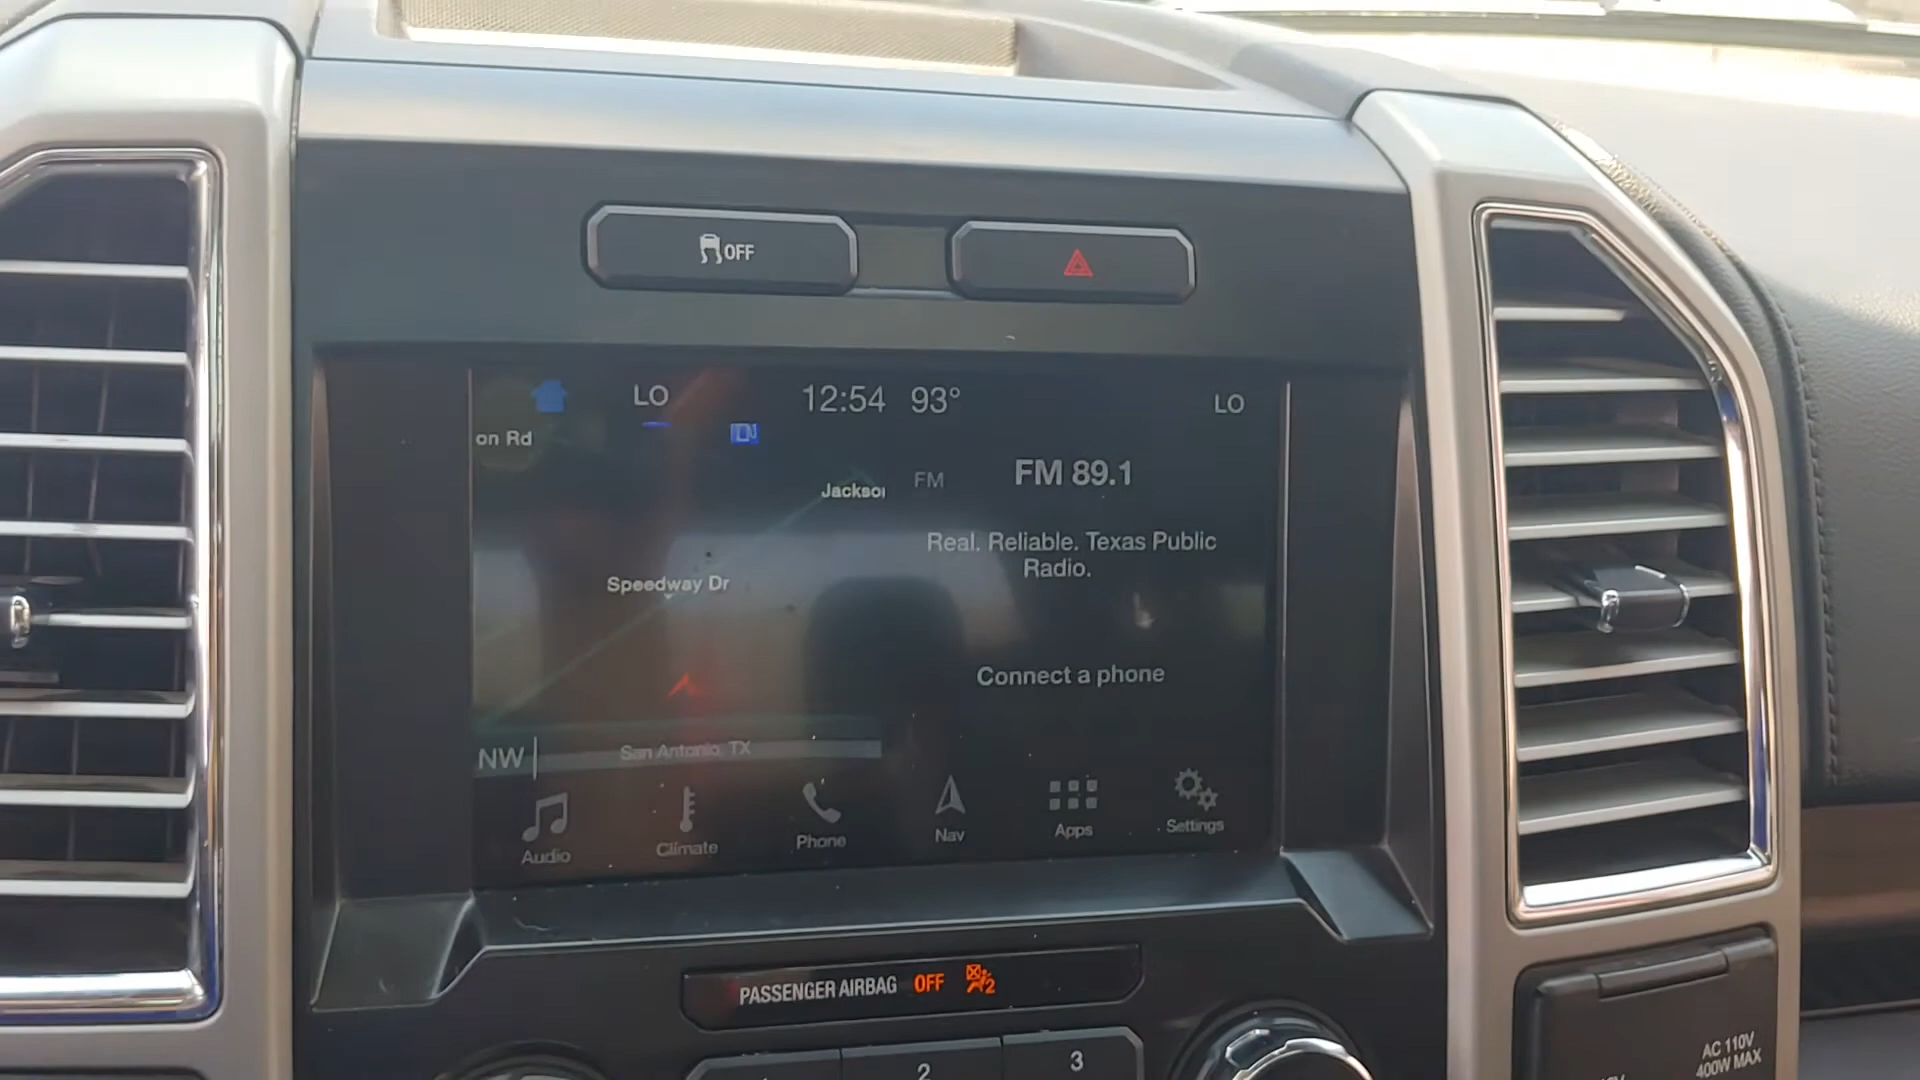 OFF
LO 12:54 93° LO
on Rd
FM FM 89.1
Jackso
Real. Reliable. Texas Public
Radio.
Speedway Dr
Connect a phone
NW San Antonio, TX
Audio Climate Phone Nav Apps Settings
PASSENGER AIRBAG OFF 2
2 3
AC 110V
400W MAX